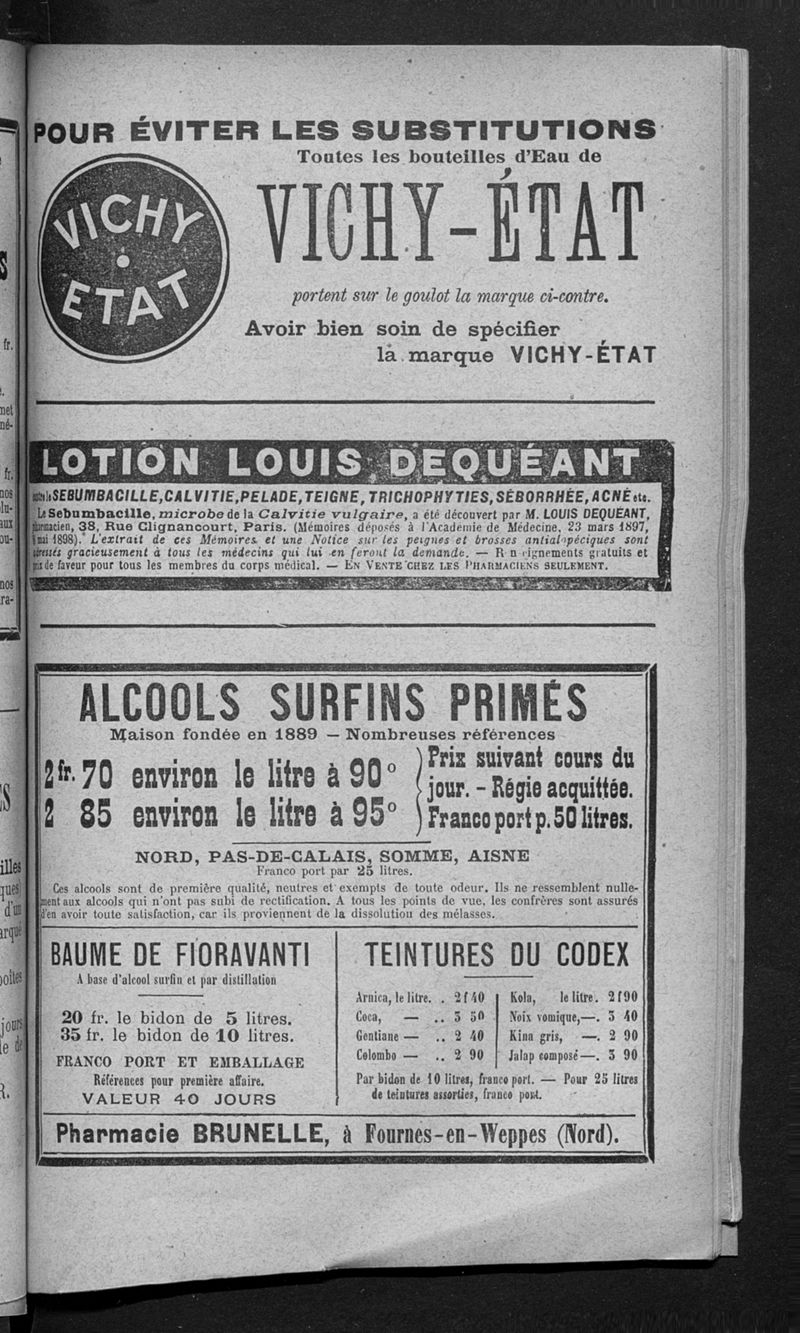 POUR ÉVITER LES SUBSTITUTIONS
Toutes les bouteilles d'Eau de
VICHY-ÉTAT
VICHY
ETAT
portent sur le goulot la marque ci-contre.
Avoir bien soin de spécifier
la marque VICHY-ÉTAT
LOTION LOUIS DEQUÉANT
SEBUMBACILLE, CALVITIE, PELADE, TEIGNE, TRICHOPHYTIES, SÉBORRHÉE, ACNÉ etc.
Le Sebumbacille, microbe de la Calvitie vulgaire, a été découvert par M. LOUIS DEQUÉANT,
pharmacien, 38, Rue Clignancourt, Paris. (Mémoires déposés à l'Académie de Médecine, 23 mars 1897,
mai 1898). L'extrait de ces Mémoires et une Notice sur les peignes et brosses antialopéciques sont
adressés gracieusement à tous les médecins qui lui en feront la demande. — R n ignements gratuits et
prix de faveur pour tous les membres du corps médical. — EN VENTE CHEZ LES PHARMACIENS SEULEMENT.
ALCOOLS SURFINS PRIMÉS
Maison fondée en 1889 — Nombreuses références
2 fr. 70 environ le litre à 90°
2 85 environ le litre à 95°
Prix suivant cours du
jour. - Régie acquittée.
Franco port p. 50 litres.
NORD, PAS-DE-CALAIS, SOMME, AISNE
Franco port par 25 litres.
Ces alcools sont de première qualité, neutres et exempts de toute odeur. Ils ne ressemblent nulle-
ment aux alcools qui n'ont pas subi de rectification. A tous les points de vue, les confrères sont assurés
d'en avoir toute satisfaction, car ils proviennent de la dissolution des mélasses.
BAUME DE FIORAVANTI
A base d'alcool surfin et par distillation
20 fr. le bidon de 5 litres.
35 fr. le bidon de 10 litres.
FRANCO PORT ET EMBALLAGE
Références pour première affaire.
VALEUR 40 JOURS
TEINTURES DU CODEX
Arnica, le litre. . 2 f 40
Coca, — .. 3 50
Gentiane — .. 2 40
Colombo — .. 2 90
Kola, le litre. 2 f 90
Noix vomique, —. 3 40
Kina gris, —. 2 90
Jalap composé —. 3 90
Par bidon de 10 litres, franco port. — Pour 25 litres
de teintures assorties, franco port.
Pharmacie BRUNELLE, à Fournes-en-Weppes (Nord).